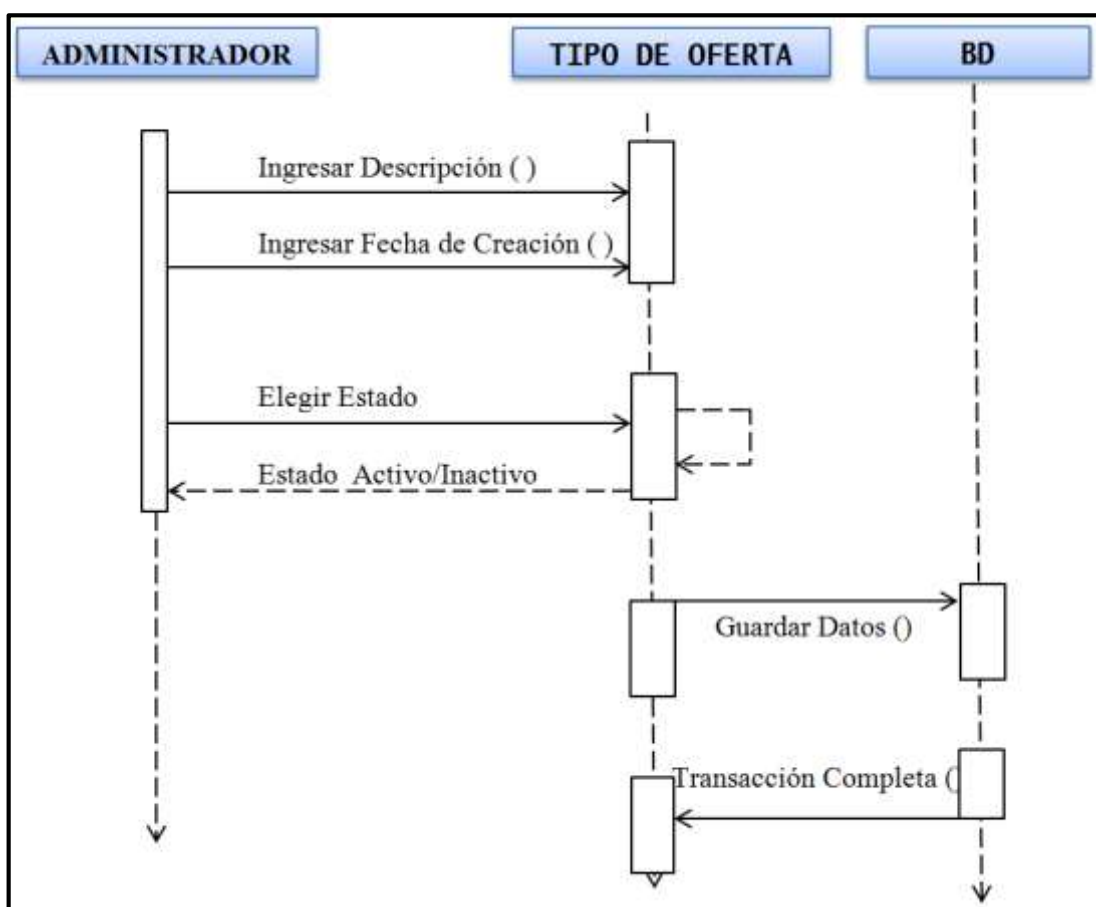 ADMINISTRADOR
TIPO DE OFERTA
BD
Ingresar Descripción ( )
Ingresar Fecha de Creación ( )
Elegir Estado
Estado Activo/Inactivo
Guardar Datos ()
Transacción Completa ()